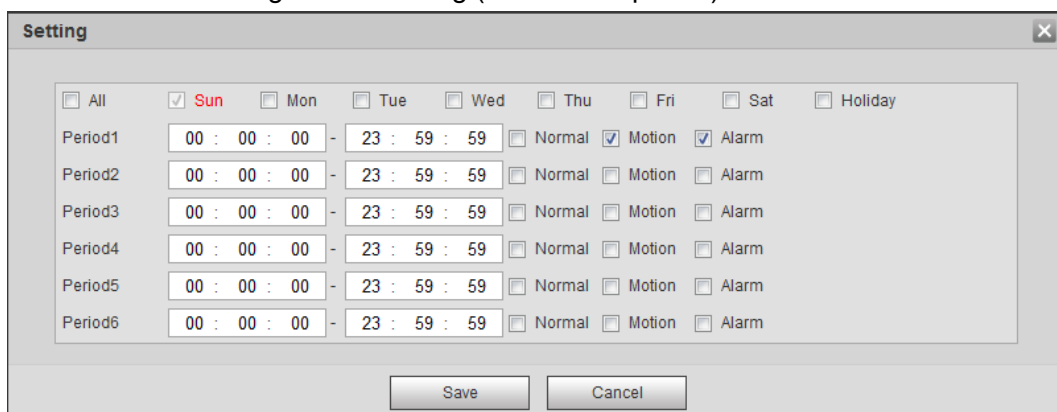 Setting
All Sun Mon Tue Wed Thu Fri Sat Holiday
Period1 00 : 00 : 00 - 23 : 59 : 59 Normal Motion Alarm
Period2 00 : 00 : 00 - 23 : 59 : 59 Normal Motion Alarm
Period3 00 : 00 : 00 - 23 : 59 : 59 Normal Motion Alarm
Period4 00 : 00 : 00 - 23 : 59 : 59 Normal Motion Alarm
Period5 00 : 00 : 00 - 23 : 59 : 59 Normal Motion Alarm
Period6 00 : 00 : 00 - 23 : 59 : 59 Normal Motion Alarm
Save Cancel